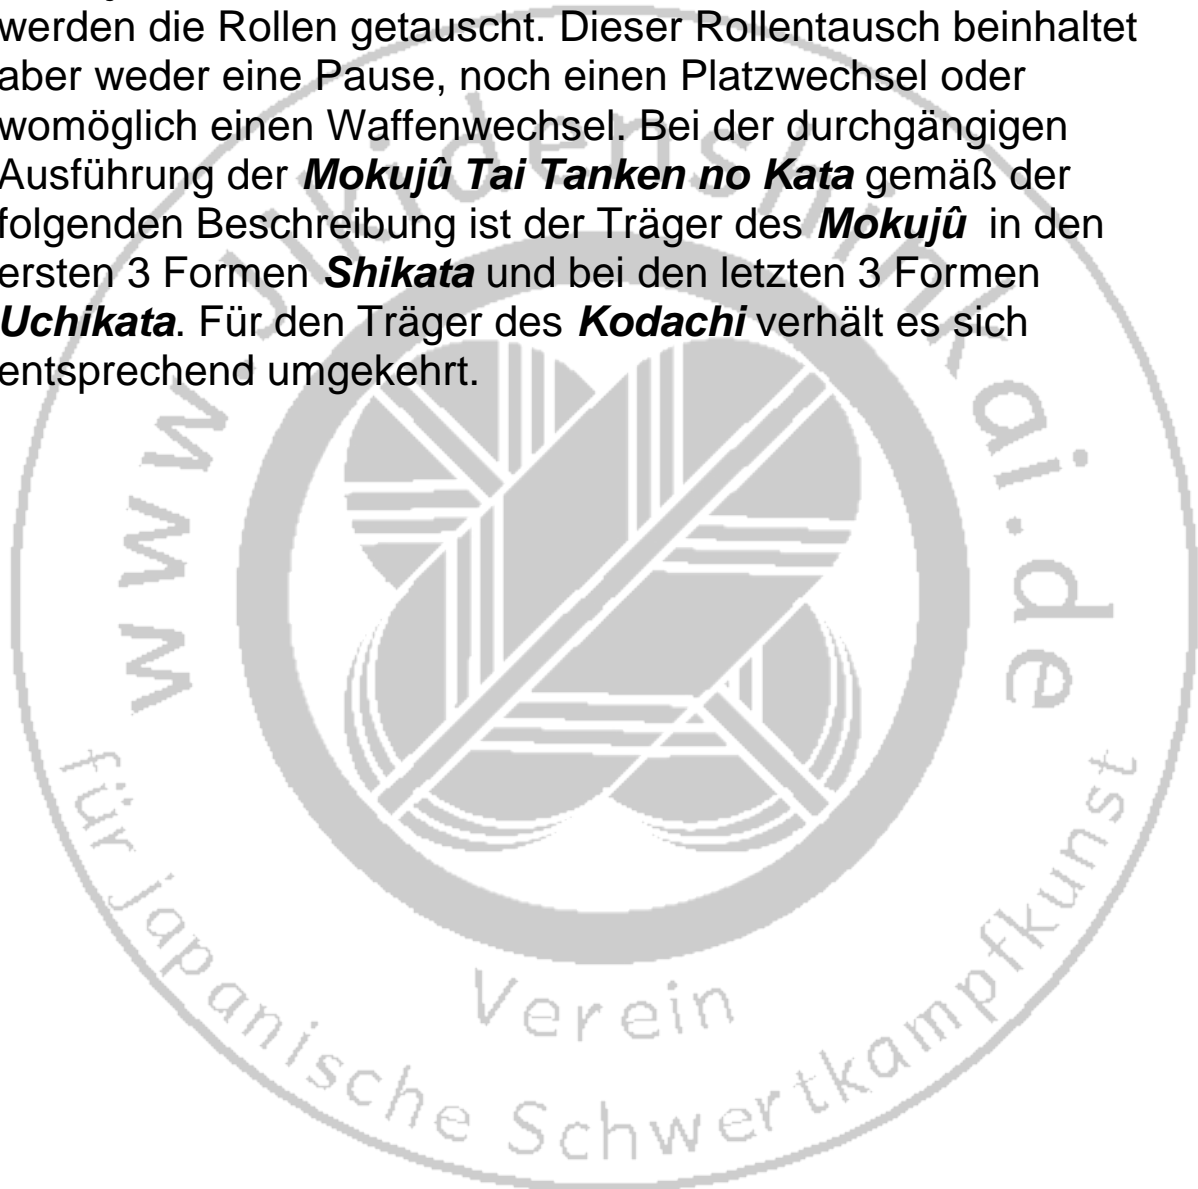 werden die Rollen getauscht. Dieser Rollentausch beinhaltet
aber weder eine Pause, noch einen Platzwechsel oder
womöglich einen Waffenwechsel. Bei der durchgängigen
Ausführung der Mokujû Tai Tanken no Kata gemäß der
folgenden Beschreibung ist der Träger des Mokujû in den
ersten 3 Formen Shikata und bei den letzten 3 Formen
Uchikata. Für den Träger des Kodachi verhält es sich
entsprechend umgekehrt.
www.Jikidenshinkai.de
Verein
für japanische Schwertkampfkunst